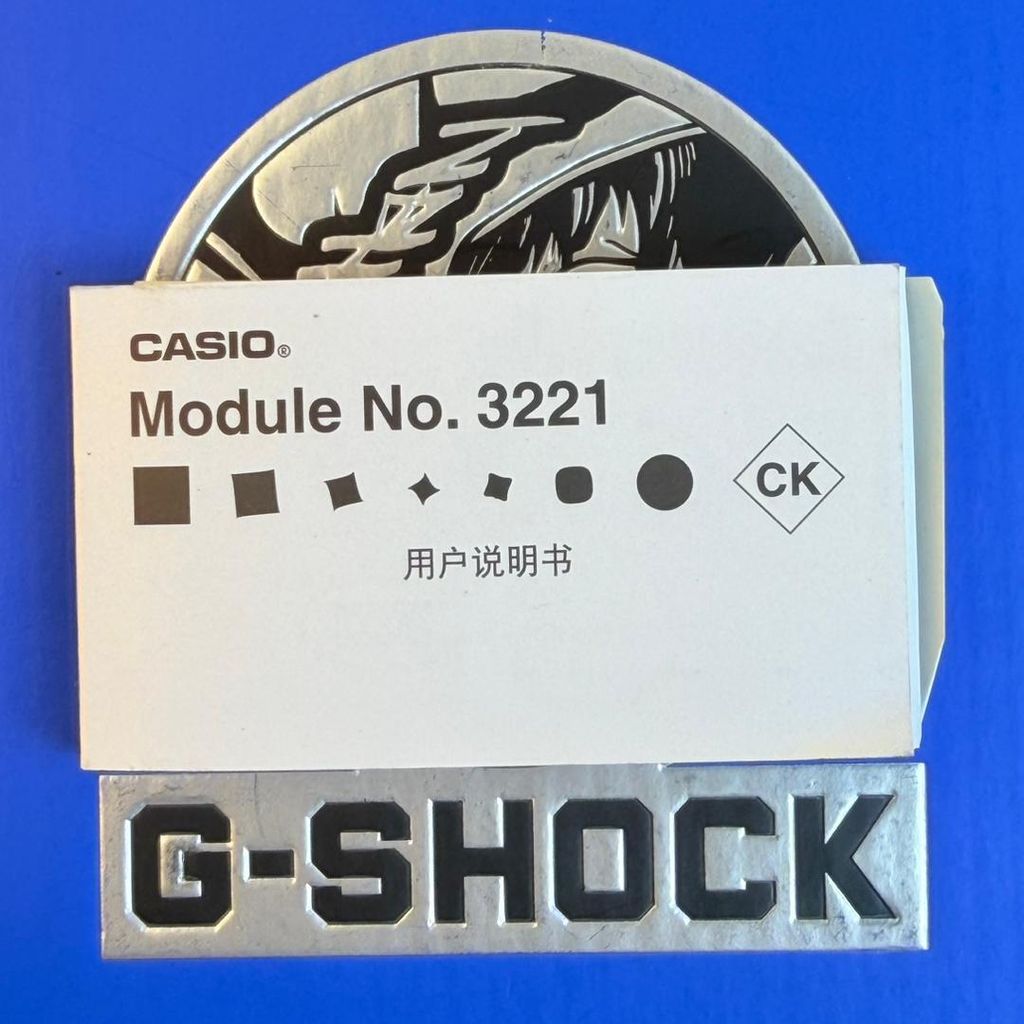 CASIO®
Module No. 3221
CK
用户说明书
G-SHOCK